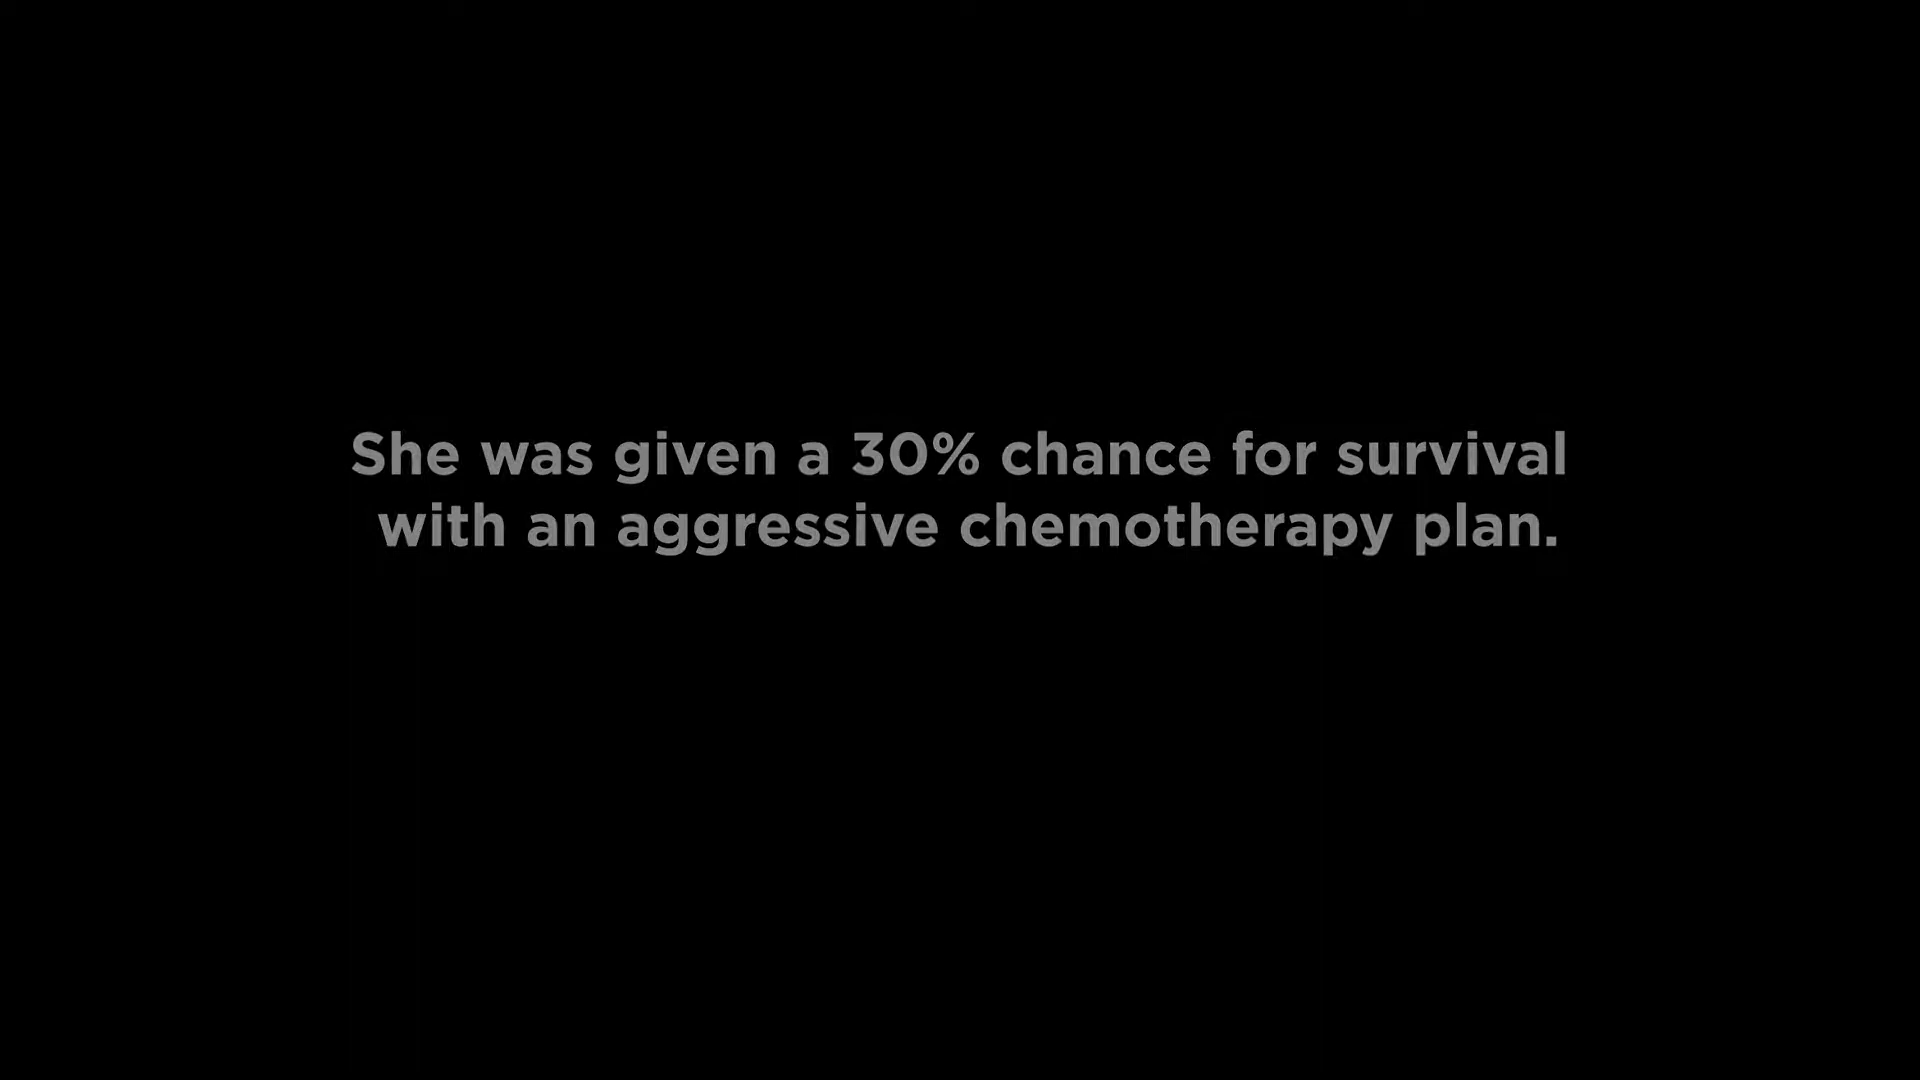 She was given a 30% chance for survival
with an aggressive chemotherapy plan.